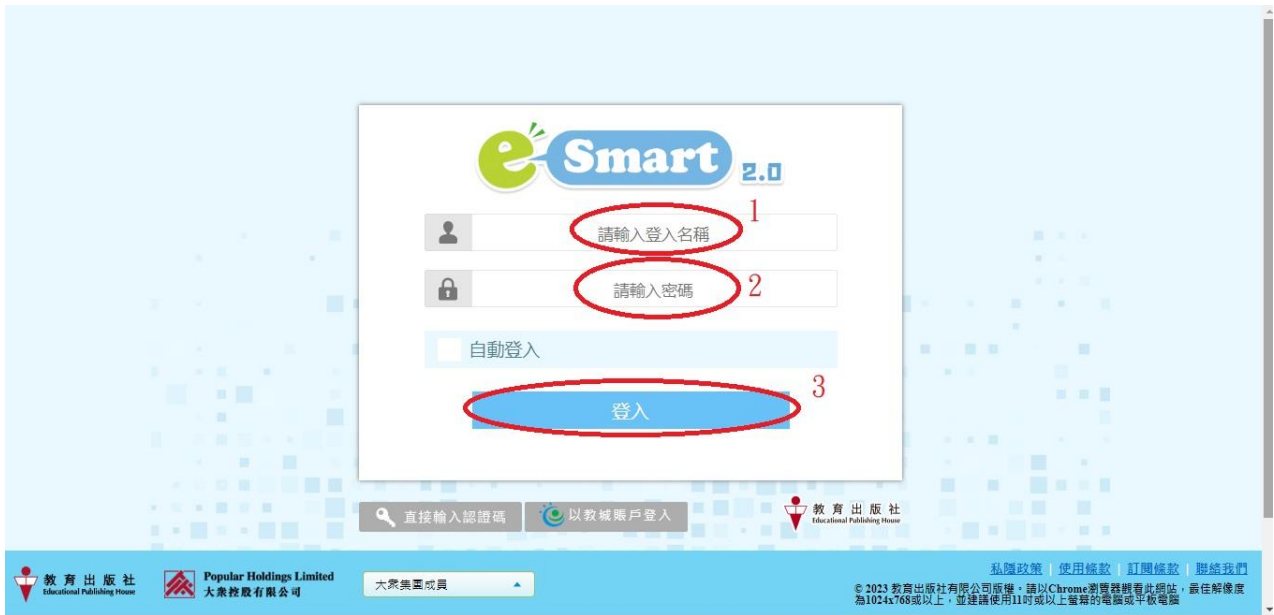 e-Smart 2.0
請輸入登入名稱
1
請輸入密碼
2
自動登入
登入
3
直接輸入認證碼
以教城賬戶登入
教育出版社
Educational Publishing House
教育出版社
Educational Publishing House
Popular Holdings Limited
大衆控股有限公司
大衆集團成員
私隱政策 | 使用條款 | 訂閱條款 | 聯絡我們
© 2023 教育出版社有限公司版權。請以Chrome瀏覽器觀看此網站，最佳解像度
為1024x768或以上，並建議使用11吋或以上螢幕的電腦或平板電腦